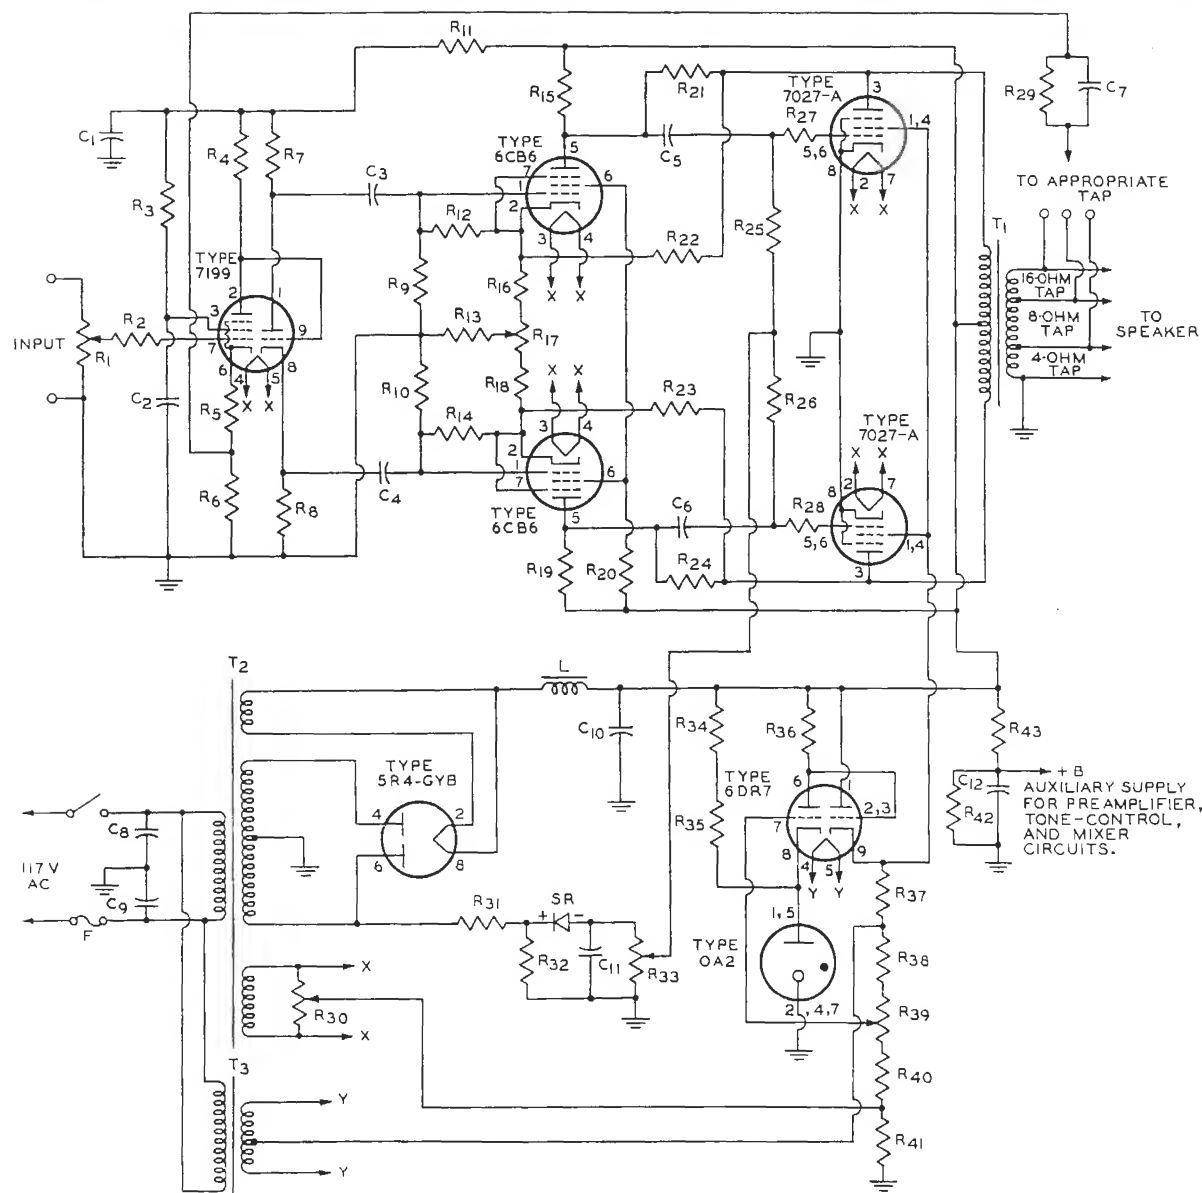 R11
R15
R21
TYPE
7027-A
3
R27
1,4
5,6
8
2
7
X
X
R29
C7
TO APPROPRIATE
TAP
C1
R4
R7
R3
C3
TYPE
6CB6
5
7
1
2
6
3
4
X
X
C5
R12
R22
R25
T1
16-OHM
TAP
8-OHM
TAP
4-OHM
TAP
TO
SPEAKER
TYPE
7199
2
1
3
7
9
6
4
5
8
X
X
INPUT
R1
R2
R9
R16
R13
R17
R18
R10
C2
R5
R14
R23
R26
X
X
3
4
2
1
7
6
5
TYPE
6CB6
TYPE
7027-A
X
X
8
2
7
R28
5,6
1,4
3
R6
R8
C4
C6
R19
R20
R24
T2
L
C10
R34
R36
R43
TYPE
5R4-GYB
4
2
6
8
TYPE
6DR7
6
1
7
2,3
8
4
5
9
Y
Y
C12
R42
+B
AUXILIARY SUPPLY
FOR PREAMPLIFIER,
TONE-CONTROL,
AND MIXER
CIRCUITS.
117 V
AC
C8
C9
F
R35
R37
R31
SR
+
-
R32
C11
R33
1,5
TYPE
OA2
2,4,7
R38
R39
R40
R41
X
R30
X
T3
Y
Y